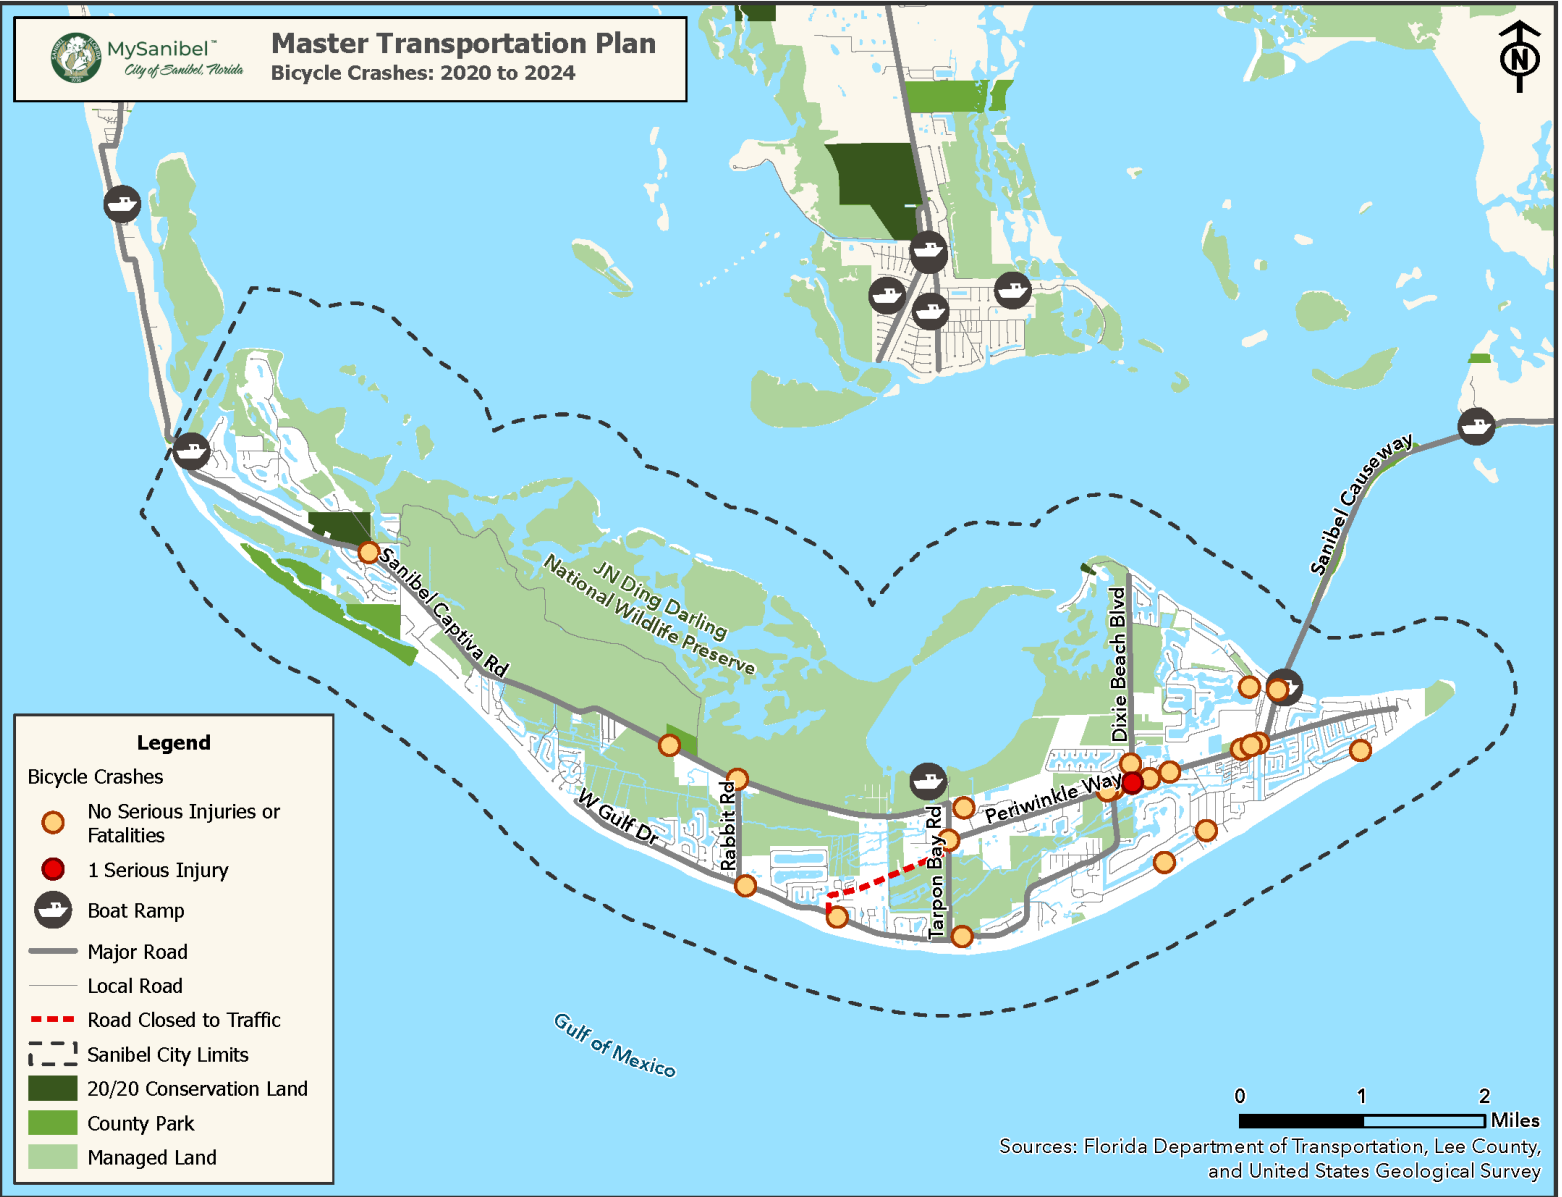 MySanibel™
City of Sanibel, Florida
Master Transportation Plan
Bicycle Crashes: 2020 to 2024
N
Sanibel Causeway
JN Ding Darling
National Wildlife Preserve
Sanibel Captiva Rd
Dixie Beach Blvd
Periwinkle Way
W Gulf Dr
Rabbit Rd
Tarpon Bay Rd
Gulf of Mexico
Legend
Bicycle Crashes
No Serious Injuries or
Fatalities
1 Serious Injury
Boat Ramp
Major Road
Local Road
Road Closed to Traffic
Sanibel City Limits
20/20 Conservation Land
County Park
Managed Land
0 1 2
Miles
Sources: Florida Department of Transportation, Lee County,
and United States Geological Survey